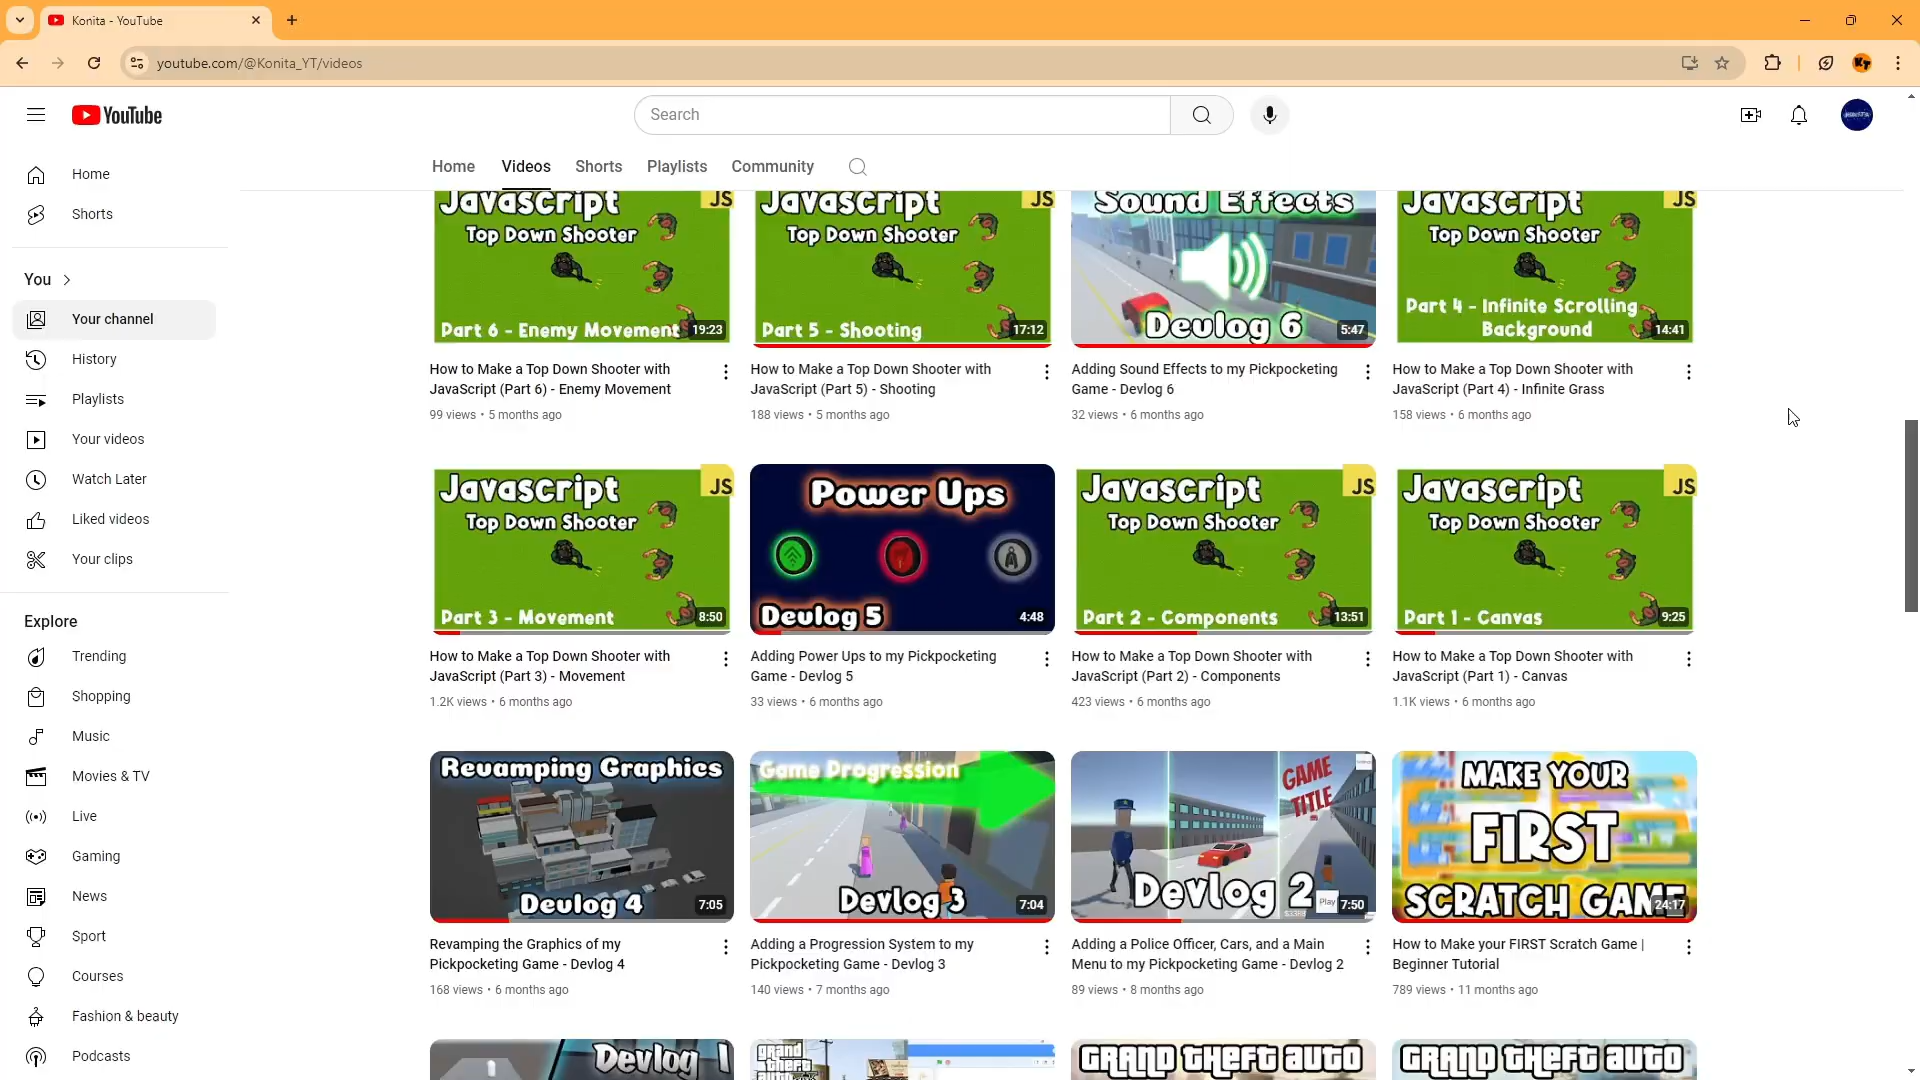 Konita - YouTube
youtube.com/@Konita_YT/videos
KT
YouTube
Search
Home
Videos
Shorts
Playlists
Community
Home
Shorts
You
Your channel
History
Playlists
Your videos
Watch Later
Liked videos
Your clips
Explore
Trending
Shopping
Music
Movies & TV
Live
Gaming
News
Sport
Courses
Fashion & beauty
Podcasts
Javascript
JS
Top Down Shooter
Part 6 - Enemy Movement
19:23
How to Make a Top Down Shooter with
JavaScript (Part 6) - Enemy Movement
99 views • 5 months ago
Javascript
JS
Top Down Shooter
Part 5 - Shooting
17:12
How to Make a Top Down Shooter with
JavaScript (Part 5) - Shooting
188 views • 5 months ago
Sound Effects
Devlog 6
5:47
Adding Sound Effects to my Pickpocketing
Game - Devlog 6
32 views • 6 months ago
Javascript
JS
Top Down Shooter
Part 4 - Infinite Scrolling
Background
14:41
How to Make a Top Down Shooter with
JavaScript (Part 4) - Infinite Grass
158 views • 6 months ago
Javascript
JS
Top Down Shooter
Part 3 - Movement
8:50
How to Make a Top Down Shooter with
JavaScript (Part 3) - Movement
1.2K views • 6 months ago
Power Ups
Devlog 5
4:48
Adding Power Ups to my Pickpocketing
Game - Devlog 5
33 views • 6 months ago
Javascript
JS
Top Down Shooter
Part 2 - Components
13:51
How to Make a Top Down Shooter with
JavaScript (Part 2) - Components
423 views • 6 months ago
Javascript
JS
Top Down Shooter
Part 1 - Canvas
9:25
How to Make a Top Down Shooter with
JavaScript (Part 1) - Canvas
1.1K views • 6 months ago
Revamping Graphics
Devlog 4
7:05
Revamping the Graphics of my
Pickpocketing Game - Devlog 4
168 views • 6 months ago
Game Progression
Devlog 3
7:04
Adding a Progression System to my
Pickpocketing Game - Devlog 3
140 views • 7 months ago
GAME
TITLE
Devlog 2
Play
7:50
Adding a Police Officer, Cars, and a Main
Menu to my Pickpocketing Game - Devlog 2
89 views • 8 months ago
MAKE YOUR
FIRST
SCRATCH GAME
24:17
How to Make your FIRST Scratch Game |
Beginner Tutorial
789 views • 11 months ago
Devlog 1
grand
theft
auto
GRAND THEFT AUTO
GRAND THEFT AUTO